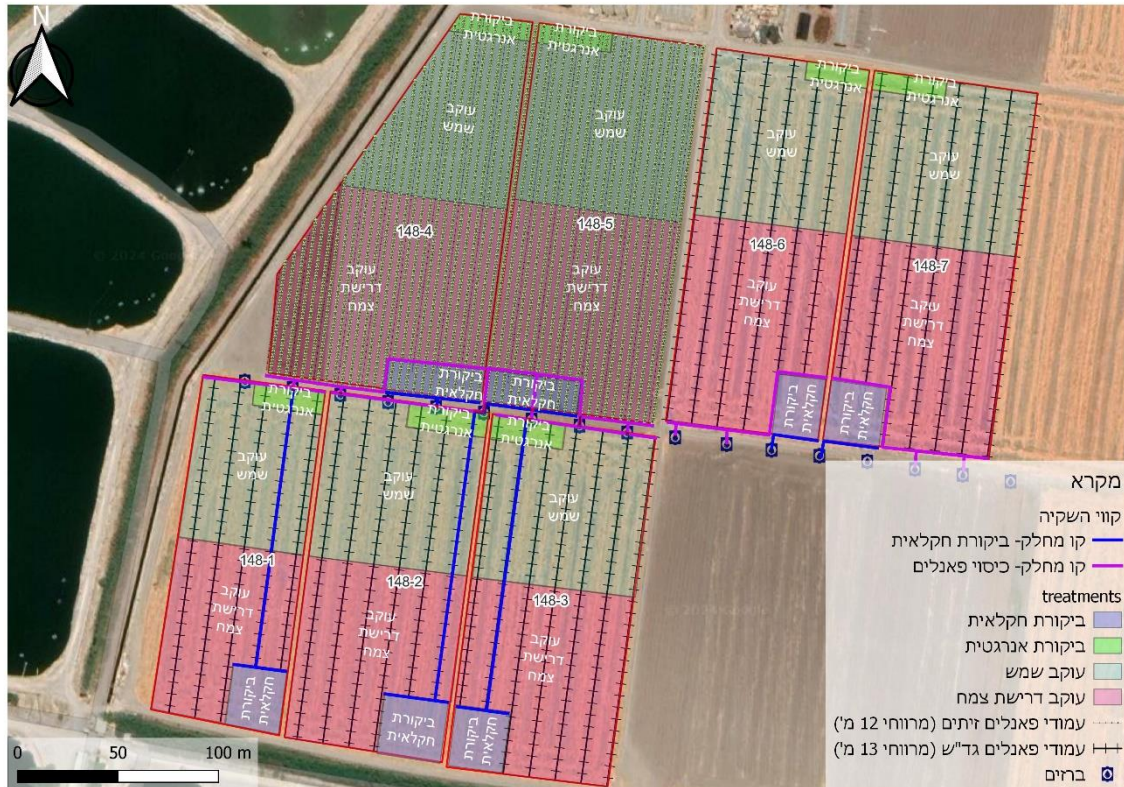 N
ביקורת
אנרגטית
ביקורת
אנרגטית
ביקורת
אנרגטית
ביקורת
אנרגטית
עוקב
שמש
עוקב
שמש
עוקב
שמש
עוקב
שמש
148-4
148-5
148-6
148-7
עוקב
דרישת
צמח
עוקב
דרישת
צמח
עוקב
דרישת
צמח
עוקב
דרישת
צמח
ביקורת
חקלאית
ביקורת
חקלאית
ביקורת
חקלאית
ביקורת
חקלאית
ביקורת
אנרגטית
ביקורת
אנרגטית
ביקורת
אנרגטית
עוקב
שמש
עוקב
שמש
עוקב
שמש
148-1
148-2
148-3
עוקב
דרישת
צמח
עוקב
דרישת
צמח
עוקב
דרישת
צמח
ביקורת
חקלאית
ביקורת
חקלאית
ביקורת
חקלאית
0 50 100 m
מקרא
קווי השקיה
קו מחלק- ביקורת חקלאית
קו מחלק- כיסוי פאנלים
treatments
ביקורת חקלאית
ביקורת אנרגטית
עוקב שמש
עוקב דרישת צמח
עמודי פאנלים זיתים (מרווחי 12 מ')
עמודי פאנלים גד"ש (מרווחי 13 מ')
ברזים